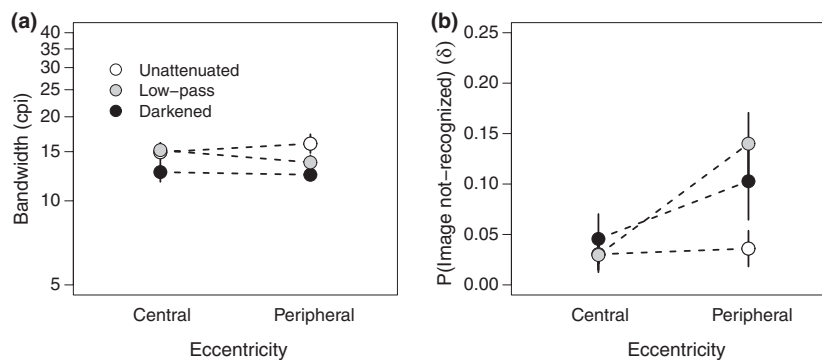 (a)
Bandwidth (cpi)
45
35
30
25
20
15
10
5
Unattenuated
Low−pass
Darkened
Central
Peripheral
Eccentricity
(b)
P(Image not−recognized) (δ)
0.25
0.20
0.15
0.10
0.05
0.00
Central
Peripheral
Eccentricity